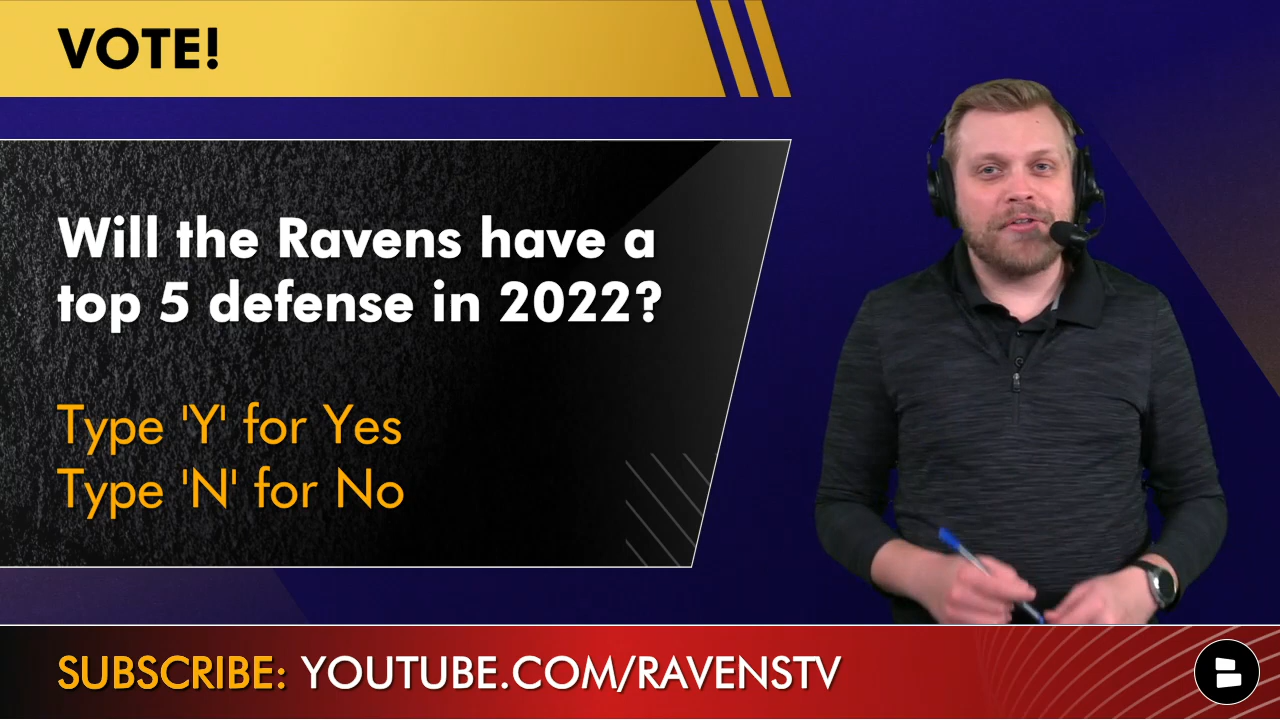 VOTE!
Will the Ravens have a
top 5 defense in 2022?
Type 'Y' for Yes
Type 'N' for No
SUBSCRIBE: YOUTUBE.COM/RAVENSTV